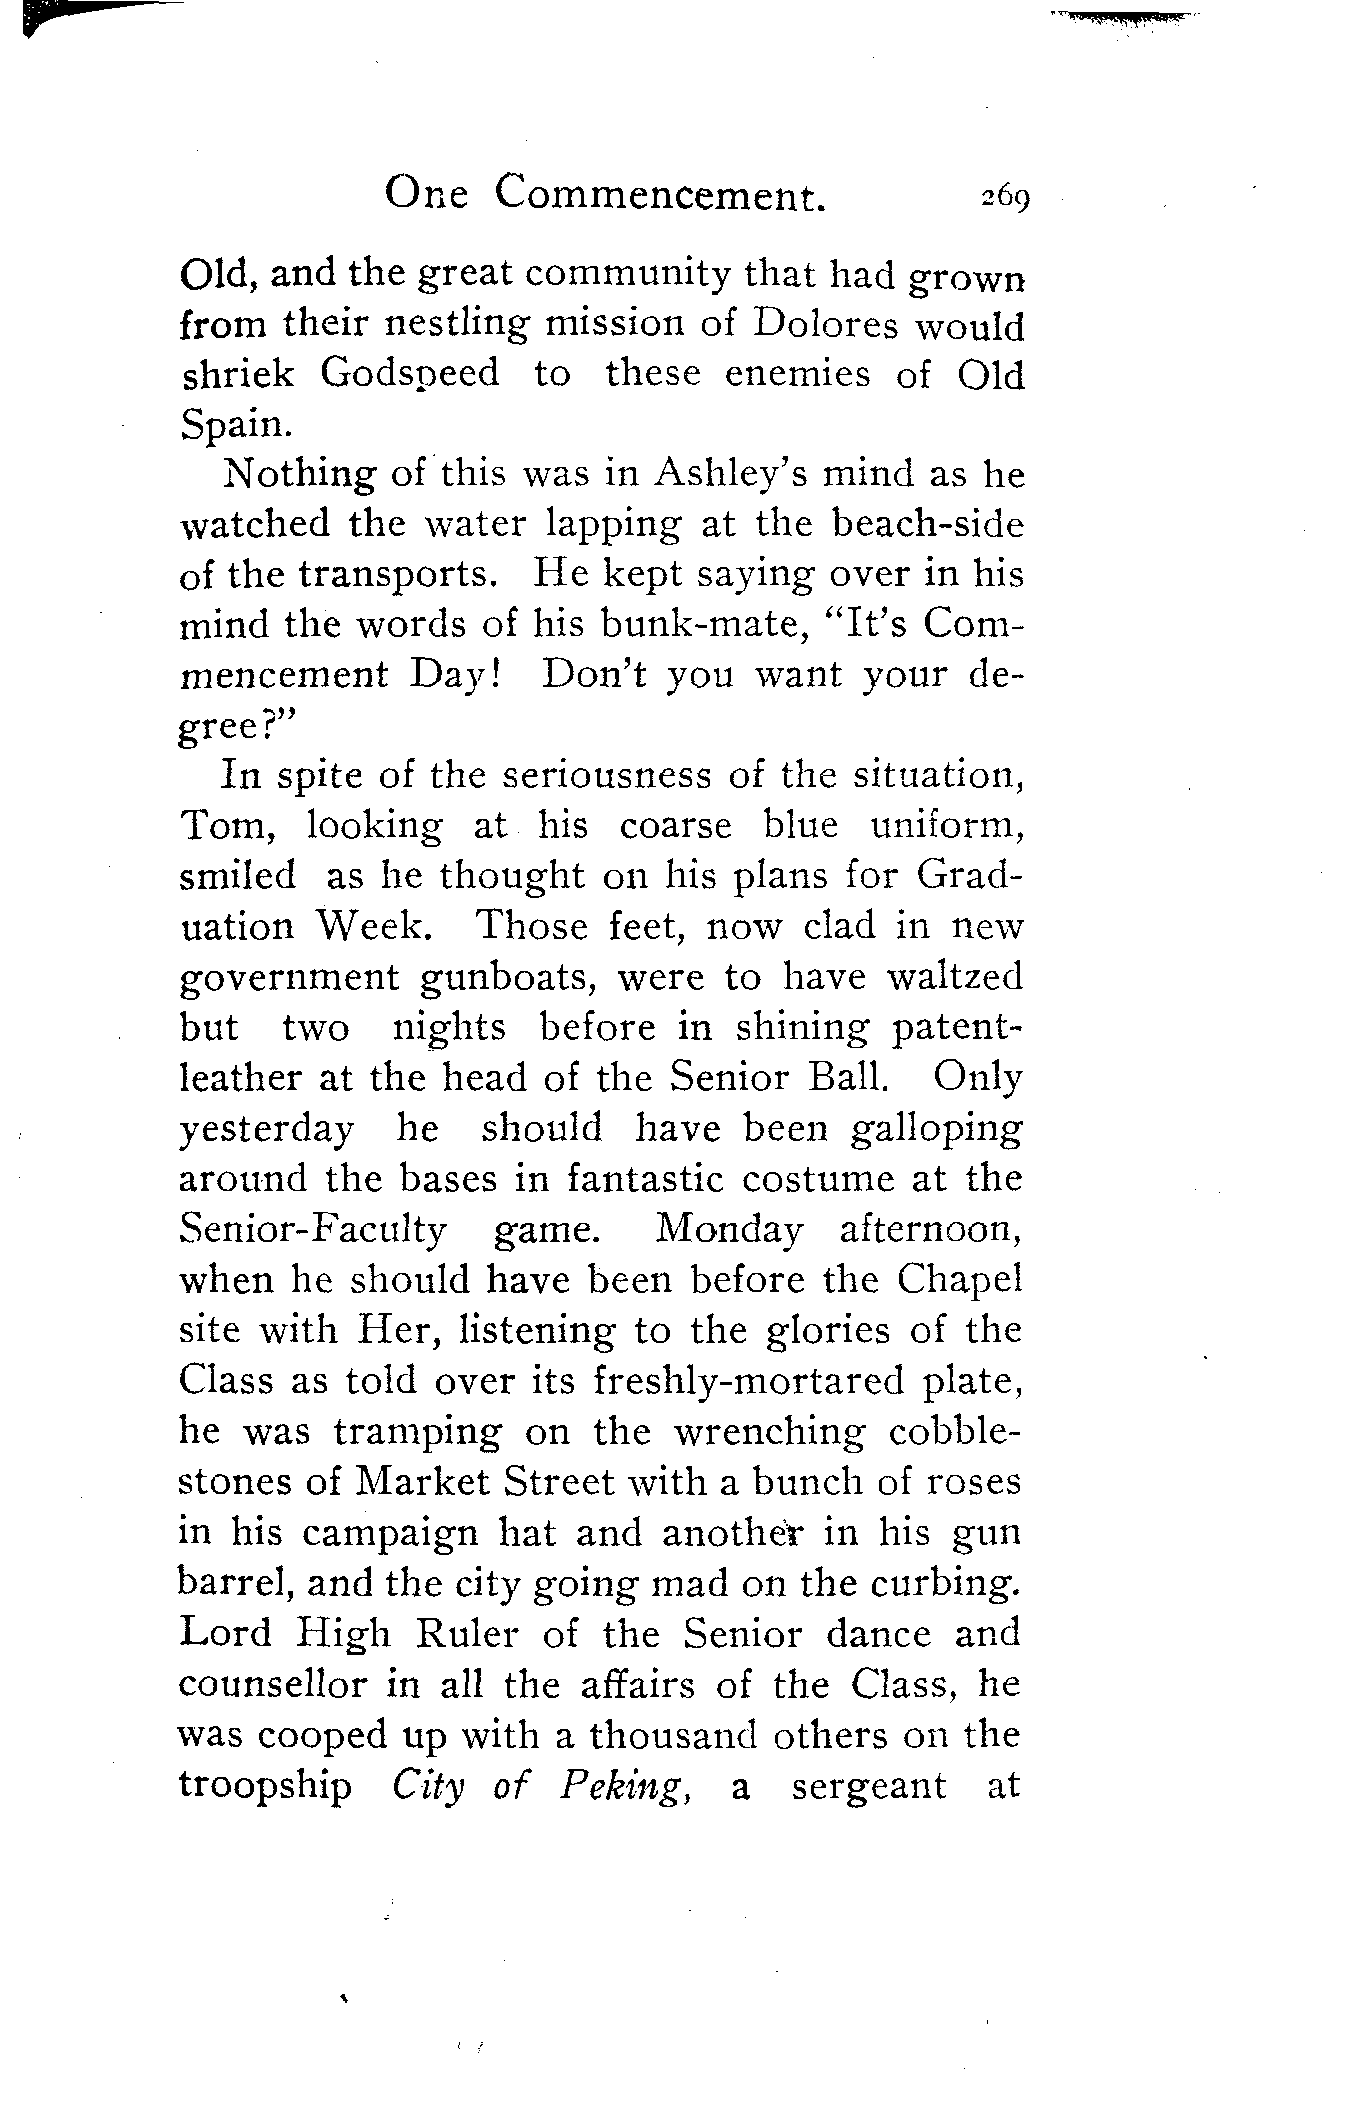 One Commencement. 269
Old, and the great community that had grown
from their nestling mission of Dolores would
shriek Godspeed to these enemies of Old
Spain.
Nothing of this was in Ashley's mind as he
watched the water lapping at the beach-side
of the transports. He kept saying over in his
mind the words of his bunk-mate, "It's Com-
mencement Day! Don't you want your de-
gree?"
In spite of the seriousness of the situation,
Tom, looking at his coarse blue uniform,
smiled as he thought on his plans for Grad-
uation Week. Those feet, now clad in new
government gunboats, were to have waltzed
but two nights before in shining patent-
leather at the head of the Senior Ball. Only
yesterday he should have been galloping
around the bases in fantastic costume at the
Senior-Faculty game. Monday afternoon,
when he should have been before the Chapel
site with Her, listening to the glories of the
Class as told over its freshly-mortared plate,
he was tramping on the wrenching cobble-
stones of Market Street with a bunch of roses
in his campaign hat and another in his gun
barrel, and the city going mad on the curbing.
Lord High Ruler of the Senior dance and
counsellor in all the affairs of the Class, he
was cooped up with a thousand others on the
troopship City of Peking, a sergeant at